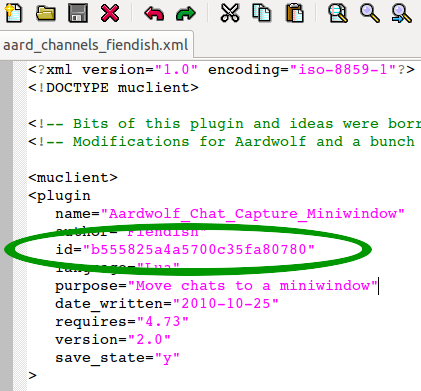 aard_channels_fiendish.xml
<?xml version="1.0" encoding="iso-8859-1"?>
<!DOCTYPE muclient>
<!-- Bits of this plugin and ideas were borr
<!-- Modifications for Aardwolf and a bunch
<muclient>
<plugin
name="Aardwolf_Chat_Capture_Miniwindow"
author="Fiendish"
id="b555825a4a5700c35fa80780"
language="Lua"
purpose="Move chats to a miniwindow"
date_written="2010-10-25"
requires="4.73"
version="2.0"
save_state="y"
>